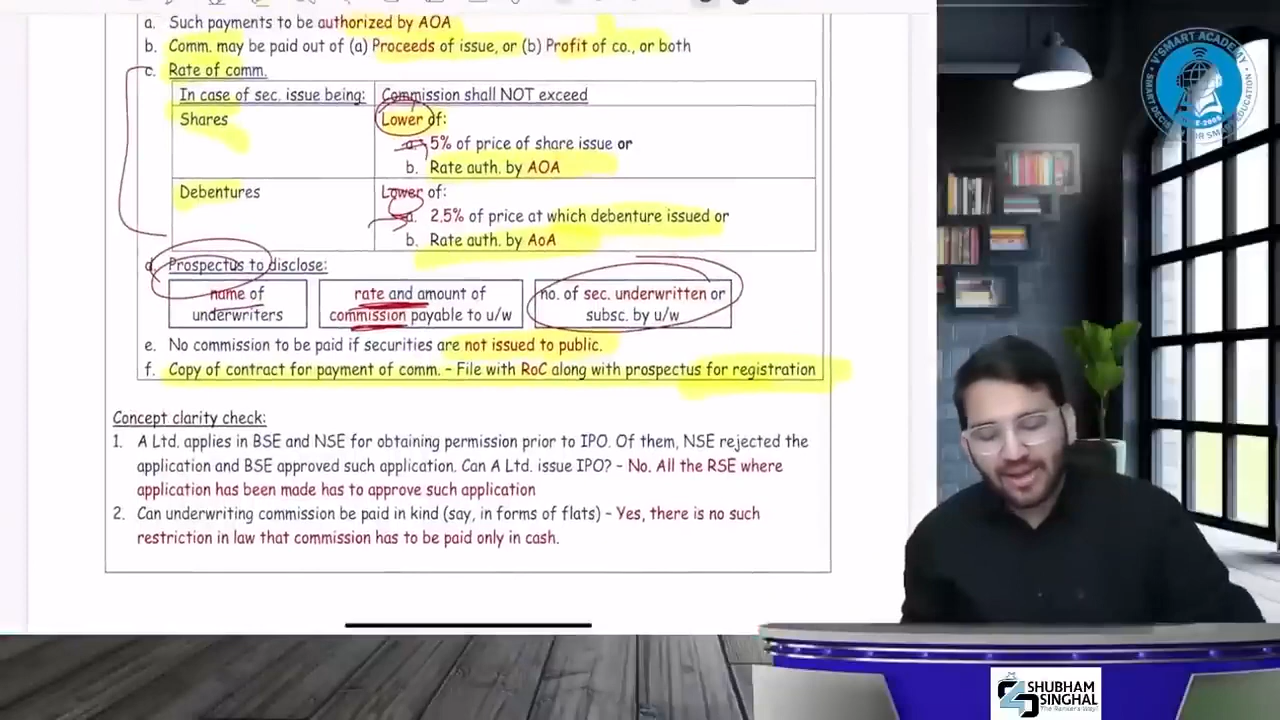 a. Such payments to be authorized by AOA
b. Comm. may be paid out of (a) Proceeds of issue, or (b) Profit of co., or both
c. Rate of comm.
In case of sec. issue being: Commission shall NOT exceed
Shares
Lower of:
a. 5% of price of share issue or
b. Rate auth. by AOA
Debentures
Lower of:
a. 2.5% of price at which debenture issued or
b. Rate auth. by AoA
d. Prospectus to disclose:
name of
underwriters
rate and amount of
commission payable to u/w
no. of sec. underwritten or
subsc. by u/w
e. No commission to be paid if securities are not issued to public.
f. Copy of contract for payment of comm. – File with RoC along with prospectus for registration
Concept clarity check:
1. A Ltd. applies in BSE and NSE for obtaining permission prior to IPO. Of them, NSE rejected the
application and BSE approved such application. Can A Ltd. issue IPO? – No. All the RSE where
application has been made has to approve such application
2. Can underwriting commission be paid in kind (say, in forms of flats) – Yes, there is no such
restriction in law that commission has to be paid only in cash.
V'SMART ACADEMY
SHUBHAM
SINGHAL
The Rankers Way!